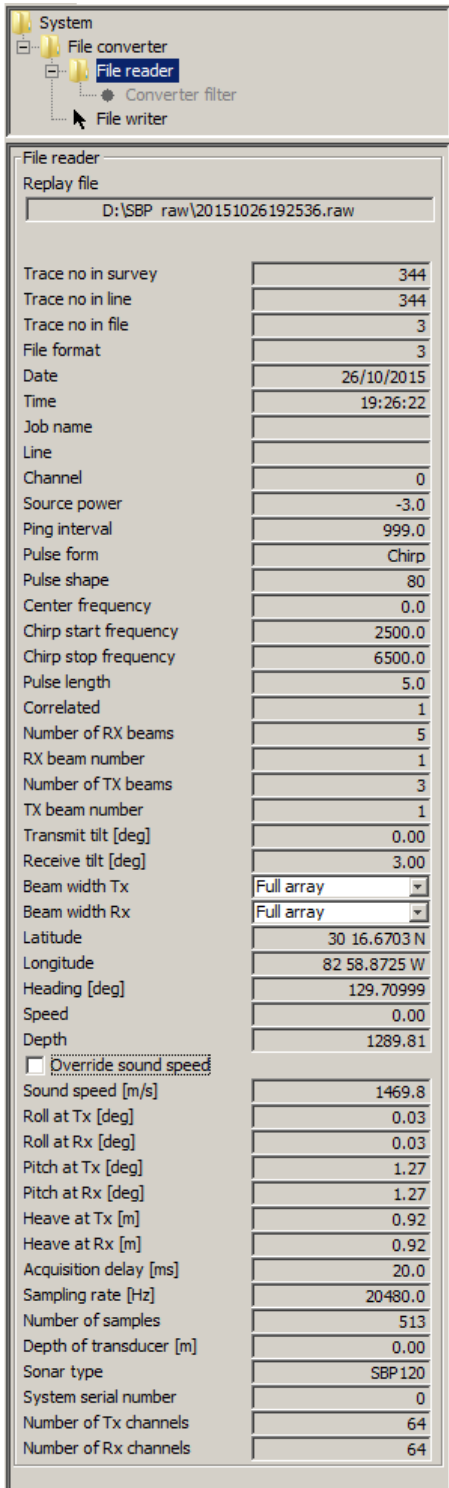 System
File converter
File reader
Converter filter
File writer
File reader
Replay file
D:\SBP_raw\20151026192536.raw
Trace no in survey 344
Trace no in line 344
Trace no in file 3
File format 3
Date 26/10/2015
Time 19:26:22
Job name
Line
Channel 0
Source power -3.0
Ping interval 999.0
Pulse form Chirp
Pulse shape 80
Center frequency 0.0
Chirp start frequency 2500.0
Chirp stop frequency 6500.0
Pulse length 5.0
Correlated 1
Number of RX beams 5
RX beam number 1
Number of TX beams 3
TX beam number 1
Transmit tilt [deg] 0.00
Receive tilt [deg] 3.00
Beam width Tx Full array
Beam width Rx Full array
Latitude 30 16.6703 N
Longitude 82 58.8725 W
Heading [deg] 129.70999
Speed 0.00
Depth 1289.81
Override sound speed
Sound speed [m/s] 1469.8
Roll at Tx [deg] 0.03
Roll at Rx [deg] 0.03
Pitch at Tx [deg] 1.27
Pitch at Rx [deg] 1.27
Heave at Tx [m] 0.92
Heave at Rx [m] 0.92
Acquisition delay [ms] 20.0
Sampling rate [Hz] 20480.0
Number of samples 513
Depth of transducer [m] 0.00
Sonar type SBP120
System serial number 0
Number of Tx channels 64
Number of Rx channels 64